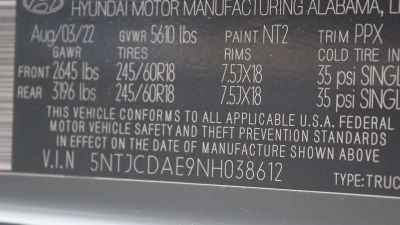 HYUNDAI MOTOR MANUFACTURING ALABAMA,
Aug/03/22 GVWR 5610 lbs PAINT NT2 TRIM PPX
GAWR TIRES RIMS COLD TIRE IN
FRONT 2645 lbs 245/60R18 7.5JX18 35 psi SINGL
REAR 3196 lbs 245/60R18 7.5JX18 35 psi SINGL
THIS VEHICLE CONFORMS TO ALL APPLICABLE U.S.A. FEDERAL
MOTOR VEHICLE SAFETY AND THEFT PREVENTION STANDARDS
IN EFFECT ON THE DATE OF MANUFACTURE SHOWN ABOVE.
V.I.N 5NTJCDAE9NH038612
TYPE:TRUC